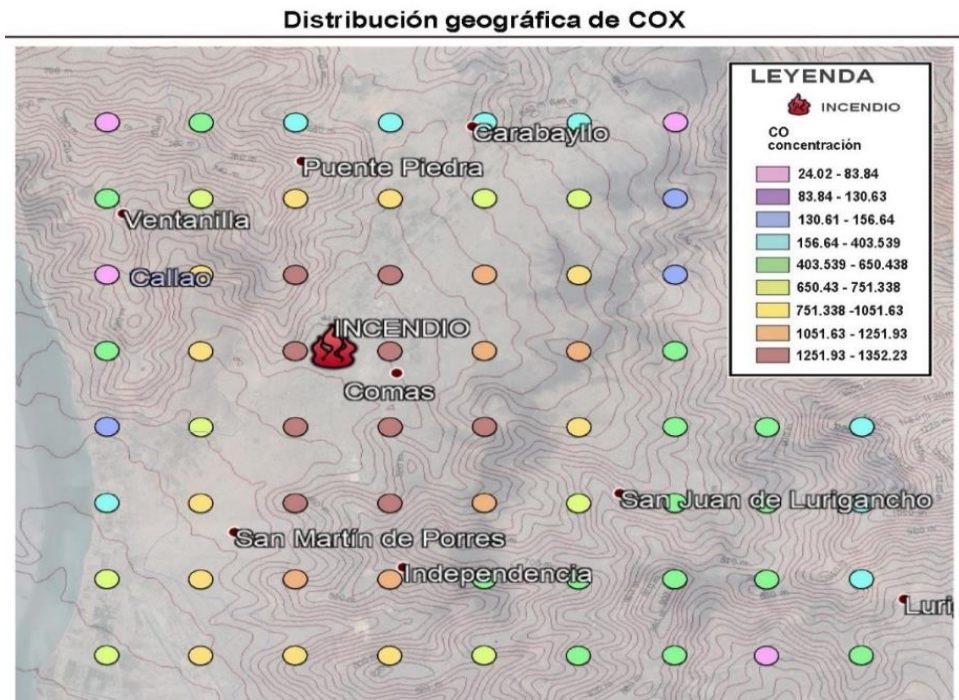 Distribución geográfica de COX
LEYENDA
INCENDIO
CO
concentración
24.02 - 83.84
83.84 - 130.63
130.61 - 156.64
156.64 - 403.539
403.539 - 650.438
650.43 - 751.338
751.338 -1051.63
1051.63 - 1251.93
1251.93 - 1352.23
Carabayllo
Puente Piedra
Ventanilla
Callao
INCENDIO
Comas
San Juan de Lurigancho
San Martín de Porres
Independencia
Luri